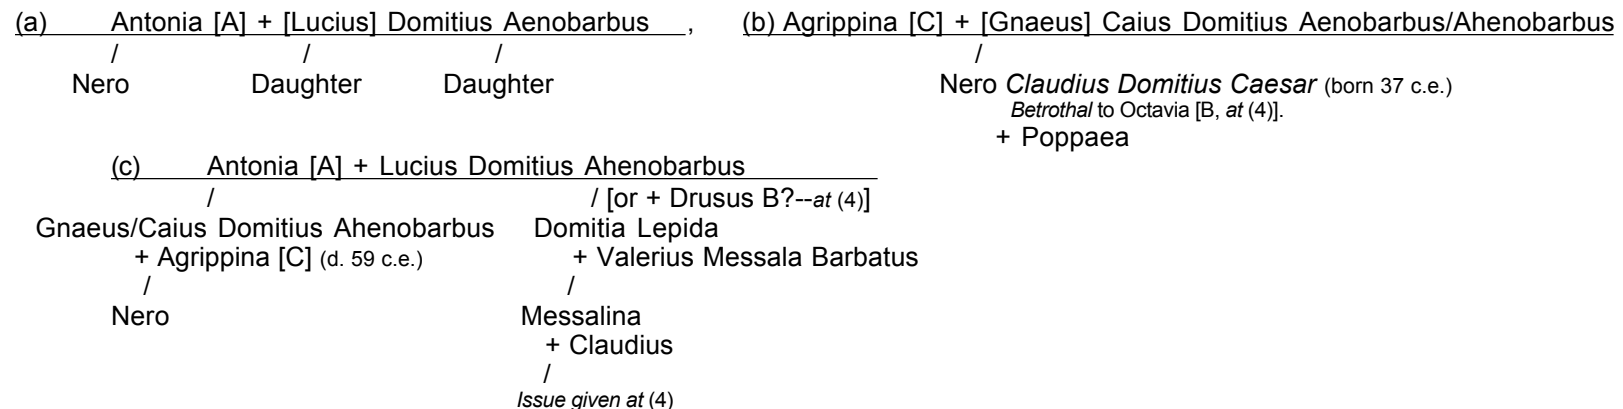 (a) Antonia [A] + [Lucius] Domitius Aenobarbus , (b) Agrippina [C] + [Gnaeus] Caius Domitius Aenobarbus/Ahenobarbus
/ / / /
Nero Daughter Daughter Nero Claudius Domitius Caesar (born 37 c.e.)
Betrothal to Octavia [B, at (4)].
+ Poppaea
(c) Antonia [A] + Lucius Domitius Ahenobarbus
/ / [or + Drusus B?--at (4)]
Gnaeus/Caius Domitius Ahenobarbus Domitia Lepida
+ Agrippina [C] (d. 59 c.e.) + Valerius Messala Barbatus
/ /
Nero Messalina
+ Claudius
/
Issue given at (4)